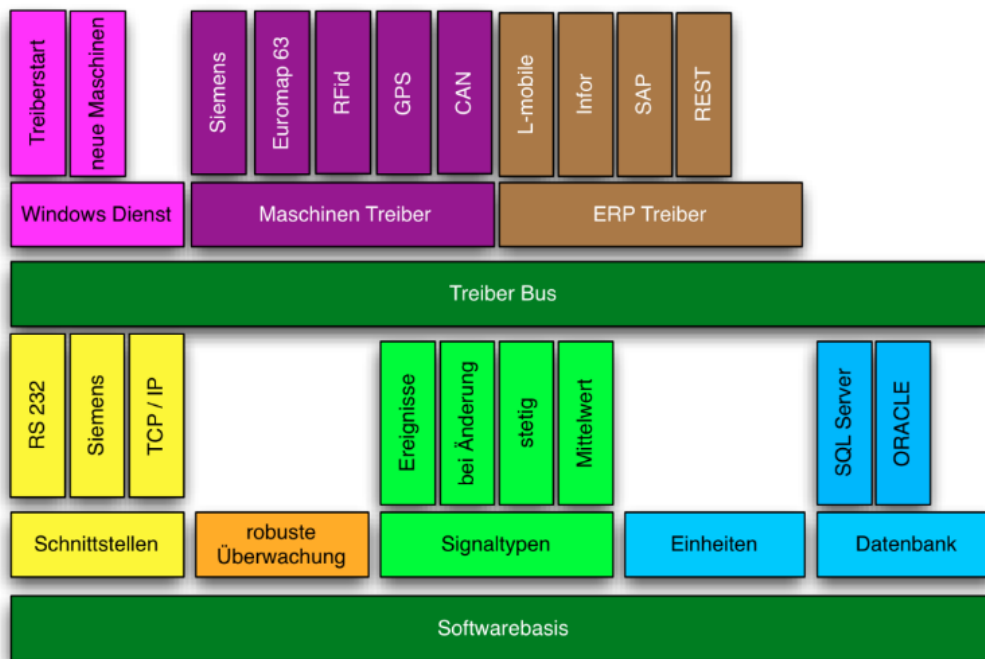 Treiberstart
neue Maschinen
Siemens
Euromap 63
RFid
GPS
CAN
L-mobile
Infor
SAP
REST
Windows Dienst
Maschinen Treiber
ERP Treiber
Treiber Bus
RS 232
Siemens
TCP / IP
Ereignisse
bei Änderung
stetig
Mittelwert
SQL Server
ORACLE
Schnittstellen
robuste
Überwachung
Signaltypen
Einheiten
Datenbank
Softwarebasis